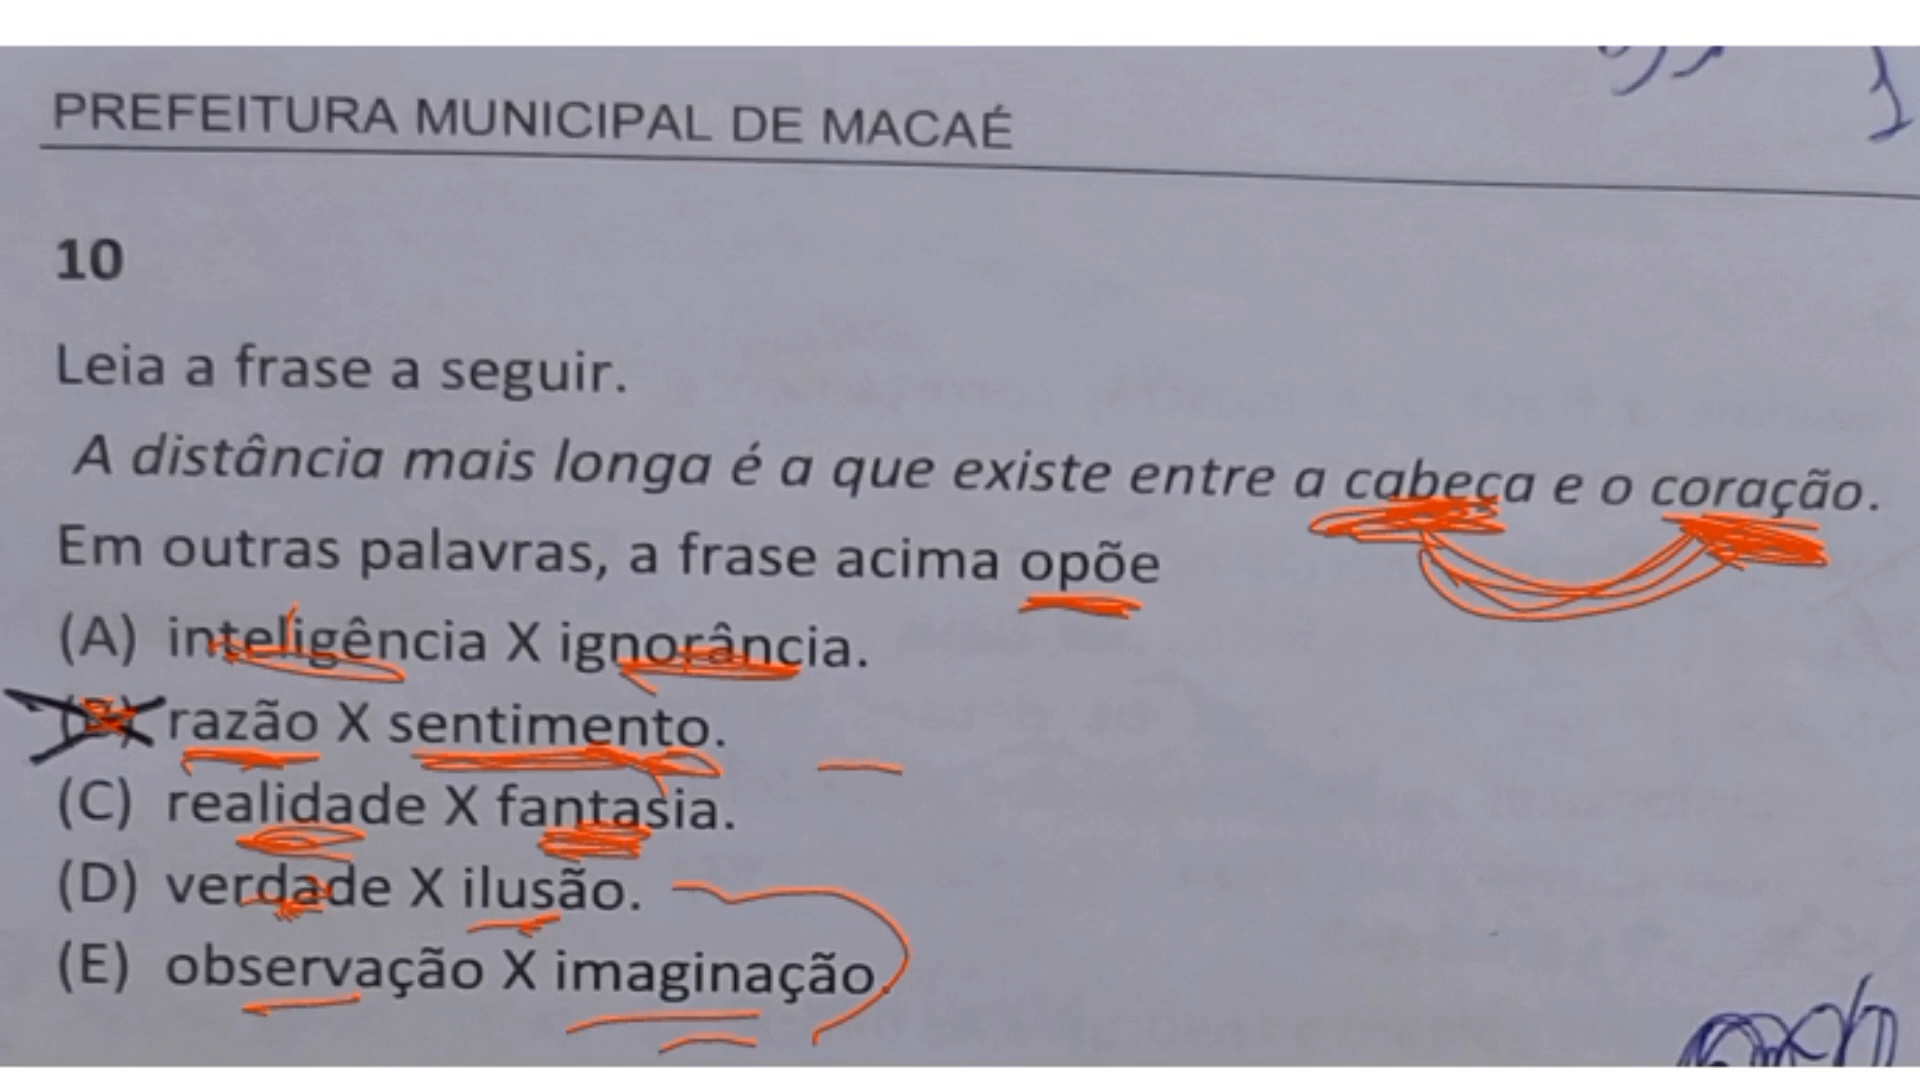 PREFEITURA MUNICIPAL DE MACAÉ
10
Leia a frase a seguir.
A distância mais longa é a que existe entre a cabeça e o coração.
Em outras palavras, a frase acima opõe
(A) inteligência X ignorância.
(B) razão X sentimento.
(C) realidade X fantasia.
(D) verdade X ilusão.
(E) observação X imaginação.